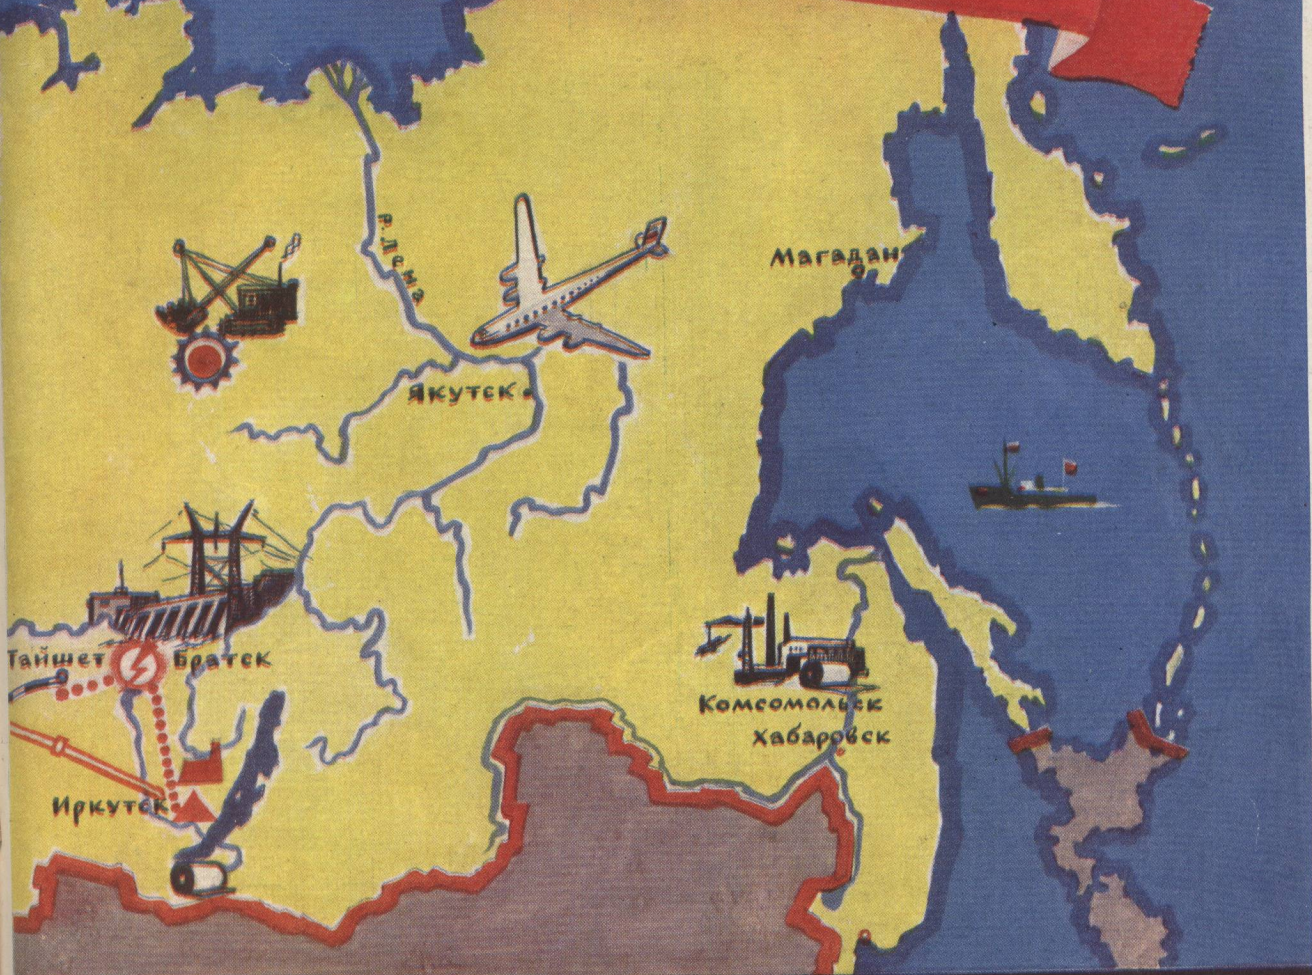 р. Лена
Магадан
Якутск
Тайшет
Братск
Комсомольск
Хабаровск
Иркутск